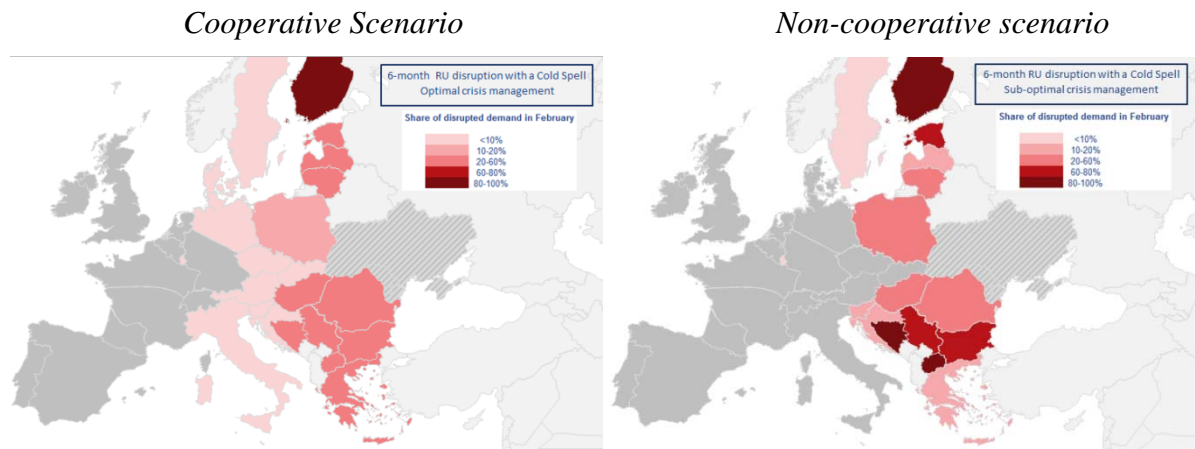 Cooperative Scenario
6-month RU disruption with a Cold Spell
Optimal crisis management
Share of disrupted demand in February
<10%
10-20%
20-60%
60-80%
80-100%
Non-cooperative scenario
6-month RU disruption with a Cold Spell
Sub-optimal crisis management
Share of disrupted demand in February
<10%
10-20%
20-60%
60-80%
80-100%